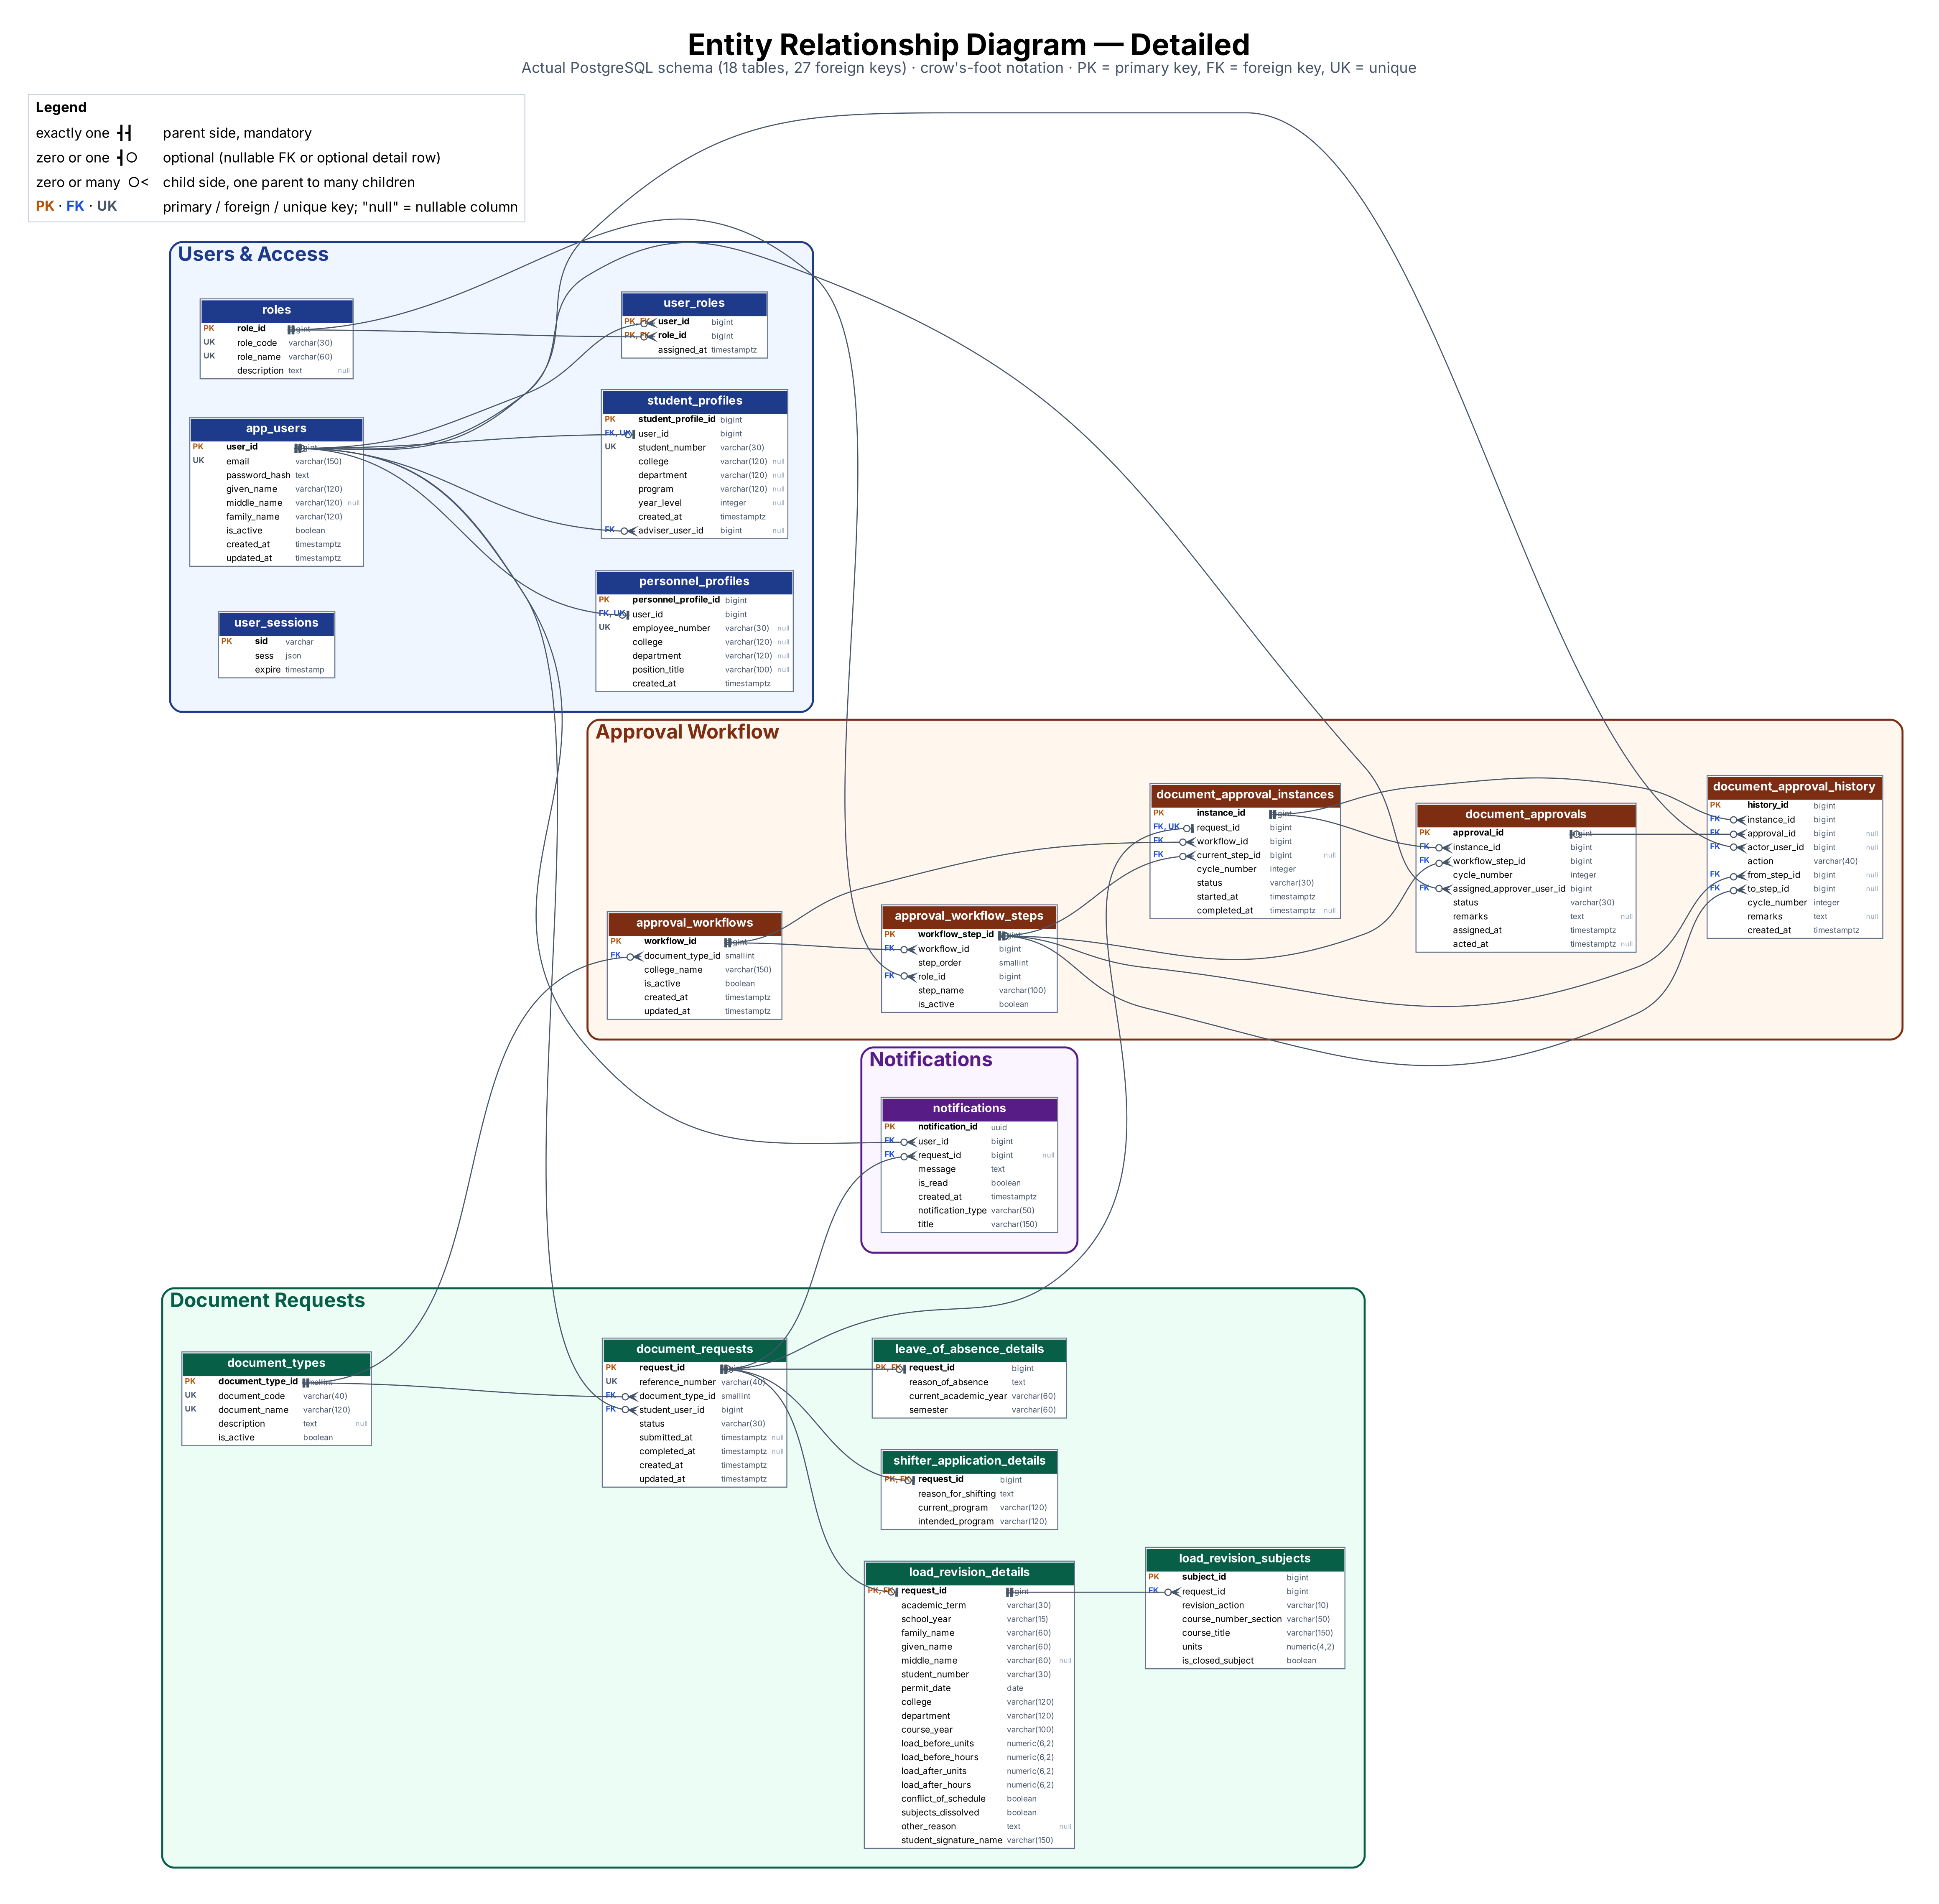 Entity Relationship Diagram — Detailed
Actual PostgreSQL schema (18 tables, 27 foreign keys) · crow's-foot notation · PK = primary key, FK = foreign key, UK = unique
Legend
exactly one parent side, mandatory
zero or one optional (nullable FK or optional detail row)
zero or many parent to many children
PK · FK · UK primary / foreign / unique key; "null" = nullable column
Users & Access
roles
PK role_id
UK role_code varchar(30)
UK role_name varchar(60)
description text null
user_roles
user_id bigint
role_id bigint
assigned_at timestamptz
app_users
PK user_id
UK email varchar(150)
password_hash text
given_name varchar(120)
middle_name varchar(120) null
family_name varchar(120)
is_active boolean
created_at timestamptz
updated_at timestamptz
student_profiles
PK student_profile_id bigint
FK, UK user_id bigint
UK student_number varchar(30)
college varchar(120) null
department varchar(120) null
program varchar(120) null
year_level integer null
created_at timestamptz
FK adviser_user_id bigint null
user_sessions
PK sid varchar
sess json
expire timestamp
personnel_profiles
PK personnel_profile_id bigint
FK, UK user_id bigint
UK employee_number varchar(30) null
college varchar(120) null
department varchar(120) null
position_title varchar(100) null
created_at timestamptz
Approval Workflow
approval_workflows
PK workflow_id
FK document_type_id smallint
college_name varchar(150)
is_active boolean
created_at timestamptz
updated_at timestamptz
approval_workflow_steps
PK workflow_step_id
FK workflow_id bigint
step_order smallint
FK role_id bigint
step_name varchar(100)
is_active boolean
document_approval_instances
PK instance_id
FK, UK request_id bigint
FK workflow_id bigint
FK current_step_id bigint null
cycle_number integer
status varchar(30)
started_at timestamptz
completed_at timestamptz null
document_approvals
PK approval_id
FK instance_id bigint
FK workflow_step_id bigint
cycle_number integer
FK assigned_approver_user_id bigint
status varchar(30)
remarks text null
assigned_at timestamptz
acted_at timestamptz null
document_approval_history
PK history_id bigint
FK instance_id bigint
FK approval_id bigint null
FK actor_user_id bigint null
action varchar(40)
FK from_step_id bigint null
FK to_step_id bigint null
cycle_number integer
remarks text null
created_at timestamptz
Notifications
notifications
PK notification_id uuid
FK user_id bigint
FK request_id bigint null
message text
is_read boolean
created_at timestamptz
notification_type varchar(50)
title varchar(150)
Document Requests
document_types
PK document_type_id
UK document_code varchar(40)
UK document_name varchar(120)
description text null
is_active boolean
document_requests
PK request_id
UK reference_number varchar(40)
FK document_type_id smallint
FK student_user_id bigint
status varchar(30)
submitted_at timestamptz null
completed_at timestamptz null
created_at timestamptz
updated_at timestamptz
leave_of_absence_details
PK, FK request_id bigint
reason_of_absence text
current_academic_year varchar(60)
semester varchar(60)
shifter_application_details
PK, FK request_id bigint
reason_for_shifting text
current_program varchar(120)
intended_program varchar(120)
load_revision_details
PK, FK request_id
academic_term varchar(30)
school_year varchar(15)
family_name varchar(60)
given_name varchar(60)
middle_name varchar(60) null
student_number varchar(30)
permit_date date
college varchar(120)
department varchar(120)
course_year varchar(100)
load_before_units numeric(6,2)
load_before_hours numeric(6,2)
load_after_units numeric(6,2)
load_after_hours numeric(6,2)
conflict_of_schedule boolean
subjects_dissolved boolean
other_reason text null
student_signature_name varchar(150)
load_revision_subjects
PK subject_id bigint
FK request_id bigint
revision_action varchar(10)
course_number_section varchar(50)
course_title varchar(150)
units numeric(4,2)
is_closed_subject boolean